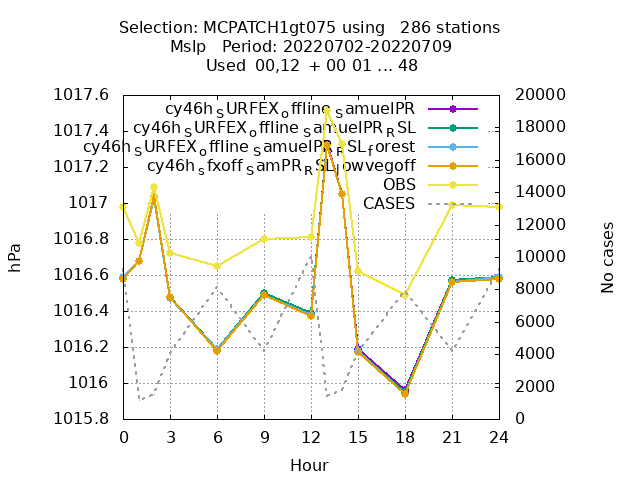 Selection: MCPATCH1gt075 using 286 stations
Mslp Period: 20220702-20220709
Used 00,12 + 00 01 ... 48
cy46h_SURFEX_offline_SamuelPR
cy46h_SURFEX_offline_SamuelPR_RSL
cy46h_SURFEX_offline_SamuelPR_RSL_forest
cy46h_sfxoff_SamPR_RSL_lowvegoff
OBS
CASES
1017.6
1017.4
1017.2
1017
1016.8
1016.6
1016.4
1016.2
1016
1015.8
hPa
20000
18000
16000
14000
12000
10000
8000
6000
4000
2000
0
No cases
0 3 6 9 12 15 18 21 24
Hour